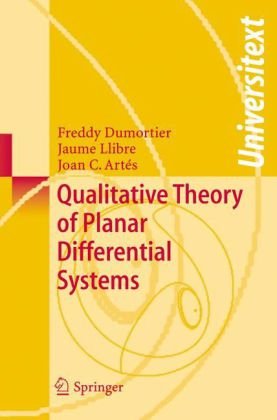 Universitext
Freddy Dumortier
Jaume Llibre
Joan C. Artés
Qualitative Theory
of Planar
Differential
Systems
Springer